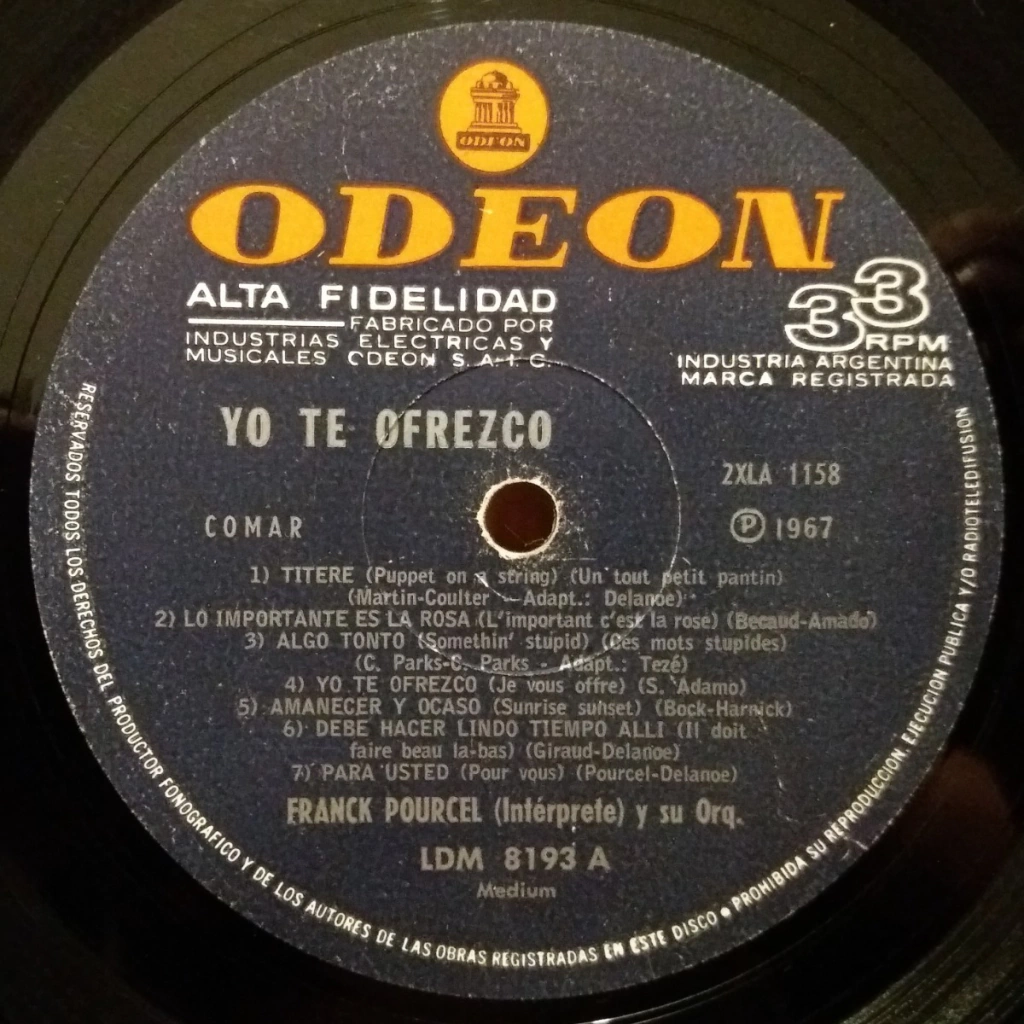 ODEON
ODEON
ALTA FIDELIDAD
FABRICADO POR
INDUSTRIAS ELECTRICAS Y
MUSICALES ODEON S.A.I.C.
33
RPM
INDUSTRIA ARGENTINA
MARCA REGISTRADA
YO TE OFREZCO
2XLA 1158
COMAR
Ⓟ 1967
1) TITERE (Puppet on a string) (Un tout petit pantin)
(Martin-Coulter - Adapt.: Delanoe)
2) LO IMPORTANTE ES LA ROSA (L'important c'est la rose) (Becaud-Amado)
3) ALGO TONTO (Somethin' stupid) (Ces mots stupides)
(C. Parks-C. Parks - Adapt.: Tezé)
4) YO TE OFREZCO (Je vous offre) (S. Adamo)
5) AMANECER Y OCASO (Sunrise sunset) (Bock-Harnick)
6) DEBE HACER LINDO TIEMPO ALLI (Il doit
faire beau la-bas) (Giraud-Delanoe)
7) PARA USTED (Pour vous) (Pourcel-Delanoe)
FRANCK POURCEL (Intérprete) y su Orq.
LDM 8193 A
Medium
RESERVADOS TODOS LOS DERECHOS DEL PRODUCTOR FONOGRAFICO Y DE LOS AUTORES DE LAS OBRAS REGISTRADAS EN ESTE DISCO • PROHIBIDA SU REPRODUCCION, EJECUCION PUBLICA Y/O RADIOTELEDIFUSION